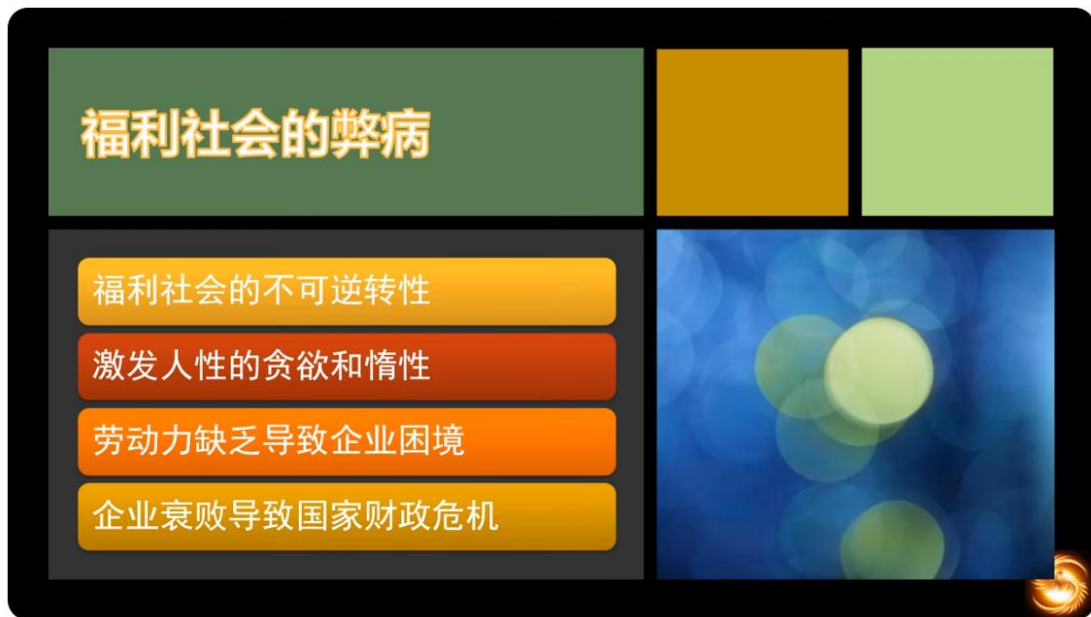 福利社会的弊病
福利社会的不可逆转性
激发人性的贪欲和惰性
劳动力缺乏导致企业困境
企业衰败导致国家财政危机